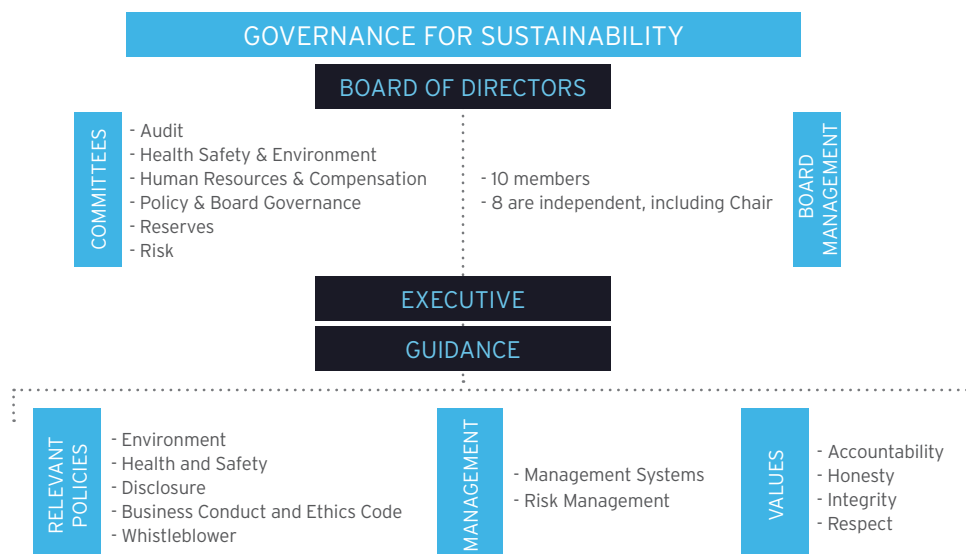 GOVERNANCE FOR SUSTAINABILITY
BOARD OF DIRECTORS
COMMITTEES
- Audit
- Health Safety & Environment
- Human Resources & Compensation
- Policy & Board Governance
- Reserves
- Risk
- 10 members
- 8 are independent, including Chair
BOARD
MANAGEMENT
EXECUTIVE
GUIDANCE
RELEVANT
POLICIES
- Environment
- Health and Safety
- Disclosure
- Business Conduct and Ethics Code
- Whistleblower
MANAGEMENT
- Management Systems
- Risk Management
VALUES
- Accountability
- Honesty
- Integrity
- Respect